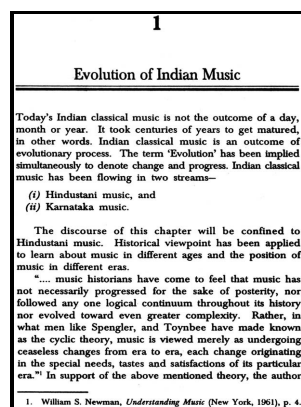 1
Evolution of Indian Music
Today's Indian classical music is not the outcome of a day,
month or year. It took centuries of years to get matured,
in other words. Indian classical music is an outcome of
evolutionary process. The term 'Evolution' has been implied
simultaneously to denote change and progress. Indian classical
music has been flowing in two streams—
(i) Hindustani music, and
(ii) Karnataka music.
The discourse of this chapter will be confined to
Hindustani music. Historical viewpoint has been applied
to learn about music in different ages and the position of
music in different eras.
".... music historians have come to feel that music has
not necessarily progressed for the sake of posterity, nor
followed any one logical continuum throughout its history
nor evolved toward even greater complexity. Rather, in
what men like Spengler, and Toynbee have made known
as the cyclic theory, music is viewed merely as undergoing
ceaseless changes from era to era, each change originating
in the special needs, tastes and satisfactions of its particular
era."1 In support of the above mentioned theory, the author
1. William S. Newman, Understanding Music (New York, 1961), p. 4.